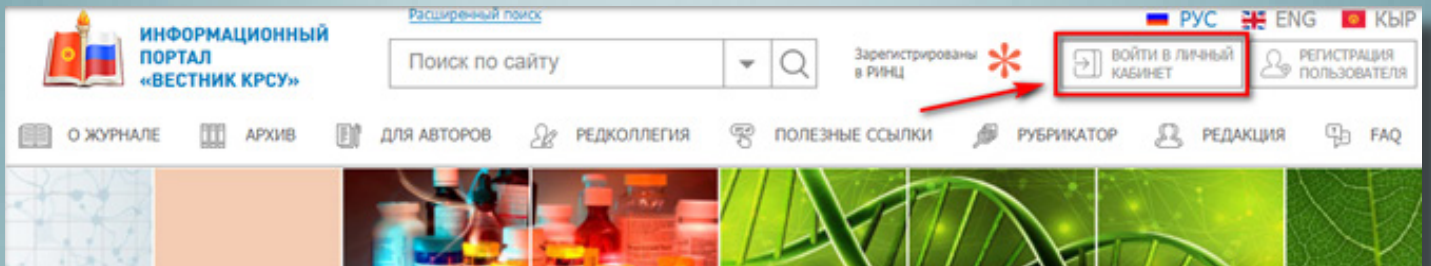 Расширенный поиск
РУС ENG КЫР
ИНФОРМАЦИОННЫЙ
ПОРТАЛ
«ВЕСТНИК КРСУ»
Поиск по сайту
Зарегистрированы
в РИНЦ
ВОЙТИ В ЛИЧНЫЙ
КАБИНЕТ
РЕГИСТРАЦИЯ
ПОЛЬЗОВАТЕЛЯ
О ЖУРНАЛЕ АРХИВ ДЛЯ АВТОРОВ РЕДКОЛЛЕГИЯ ПОЛЕЗНЫЕ ССЫЛКИ РУБРИКАТОР РЕДАКЦИЯ FAQ